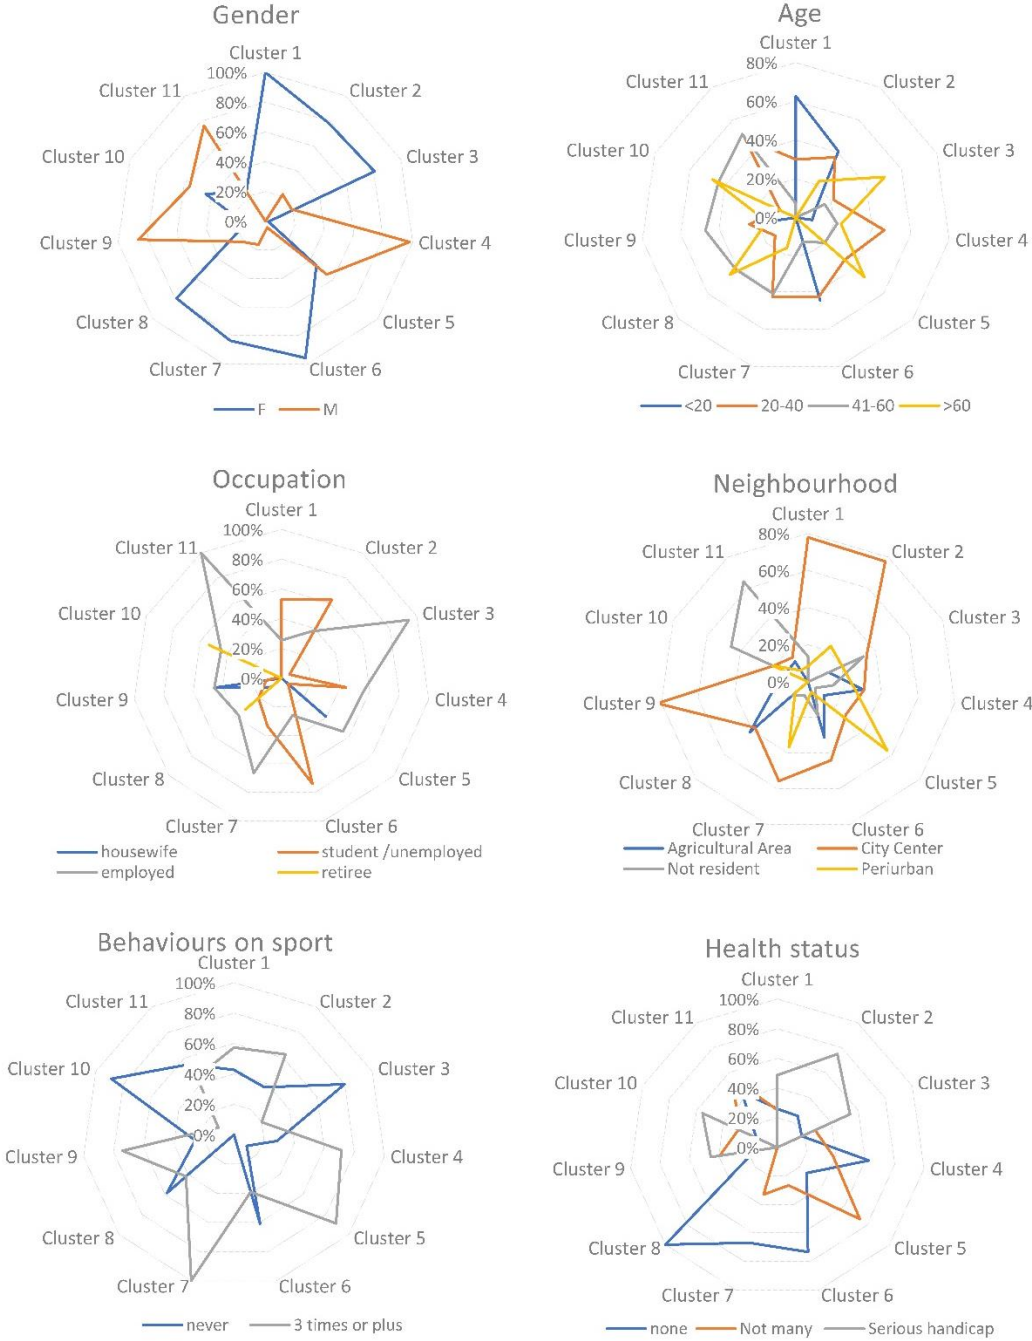 Gender
Cluster 1
100%
Cluster 11
Cluster 2
80%
60%
Cluster 10
Cluster 3
40%
20%
0%
Cluster 9
Cluster 4
Cluster 8
Cluster 5
Cluster 7
Cluster 6
F
M
Age
Cluster 1
80%
Cluster 11
Cluster 2
60%
Cluster 10
Cluster 3
40%
20%
0%
Cluster 9
Cluster 4
Cluster 8
Cluster 5
Cluster 7
Cluster 6
<20
20-40
41-60
>60
Occupation
Cluster 1
100%
Cluster 11
Cluster 2
80%
60%
Cluster 10
Cluster 3
40%
20%
0%
Cluster 9
Cluster 4
Cluster 8
Cluster 5
Cluster 7
Cluster 6
housewife
student /unemployed
employed
retiree
Neighbourhood
Cluster 1
80%
Cluster 11
Cluster 2
60%
Cluster 10
Cluster 3
40%
20%
0%
Cluster 9
Cluster 4
Cluster 8
Cluster 5
Cluster 7
Cluster 6
Agricultural Area
City Center
Not resident
Periurban
Behaviours on sport
Cluster 1
100%
Cluster 11
Cluster 2
80%
60%
Cluster 10
Cluster 3
40%
20%
0%
Cluster 9
Cluster 4
Cluster 8
Cluster 5
Cluster 7
Cluster 6
never
3 times or plus
Health status
Cluster 1
100%
Cluster 11
Cluster 2
80%
60%
Cluster 10
Cluster 3
40%
20%
0%
Cluster 9
Cluster 4
Cluster 8
Cluster 5
Cluster 7
Cluster 6
none
Not many
Serious handicap